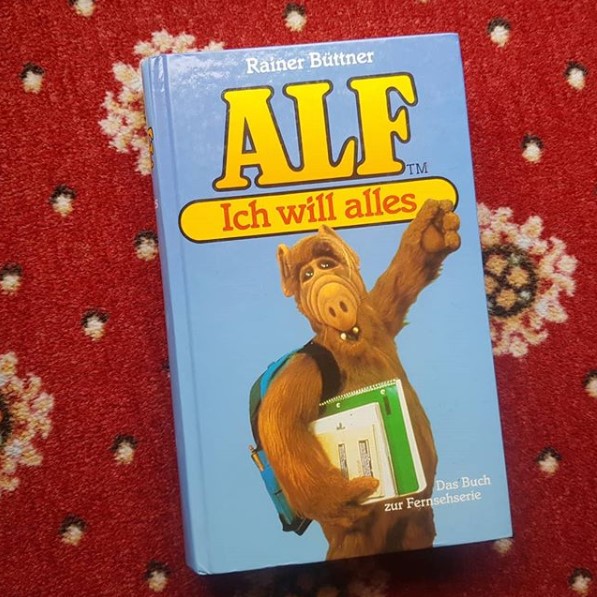 Rainer Büttner
ALF
TM
Ich will alles
Das Buch
zur Fernsehserie